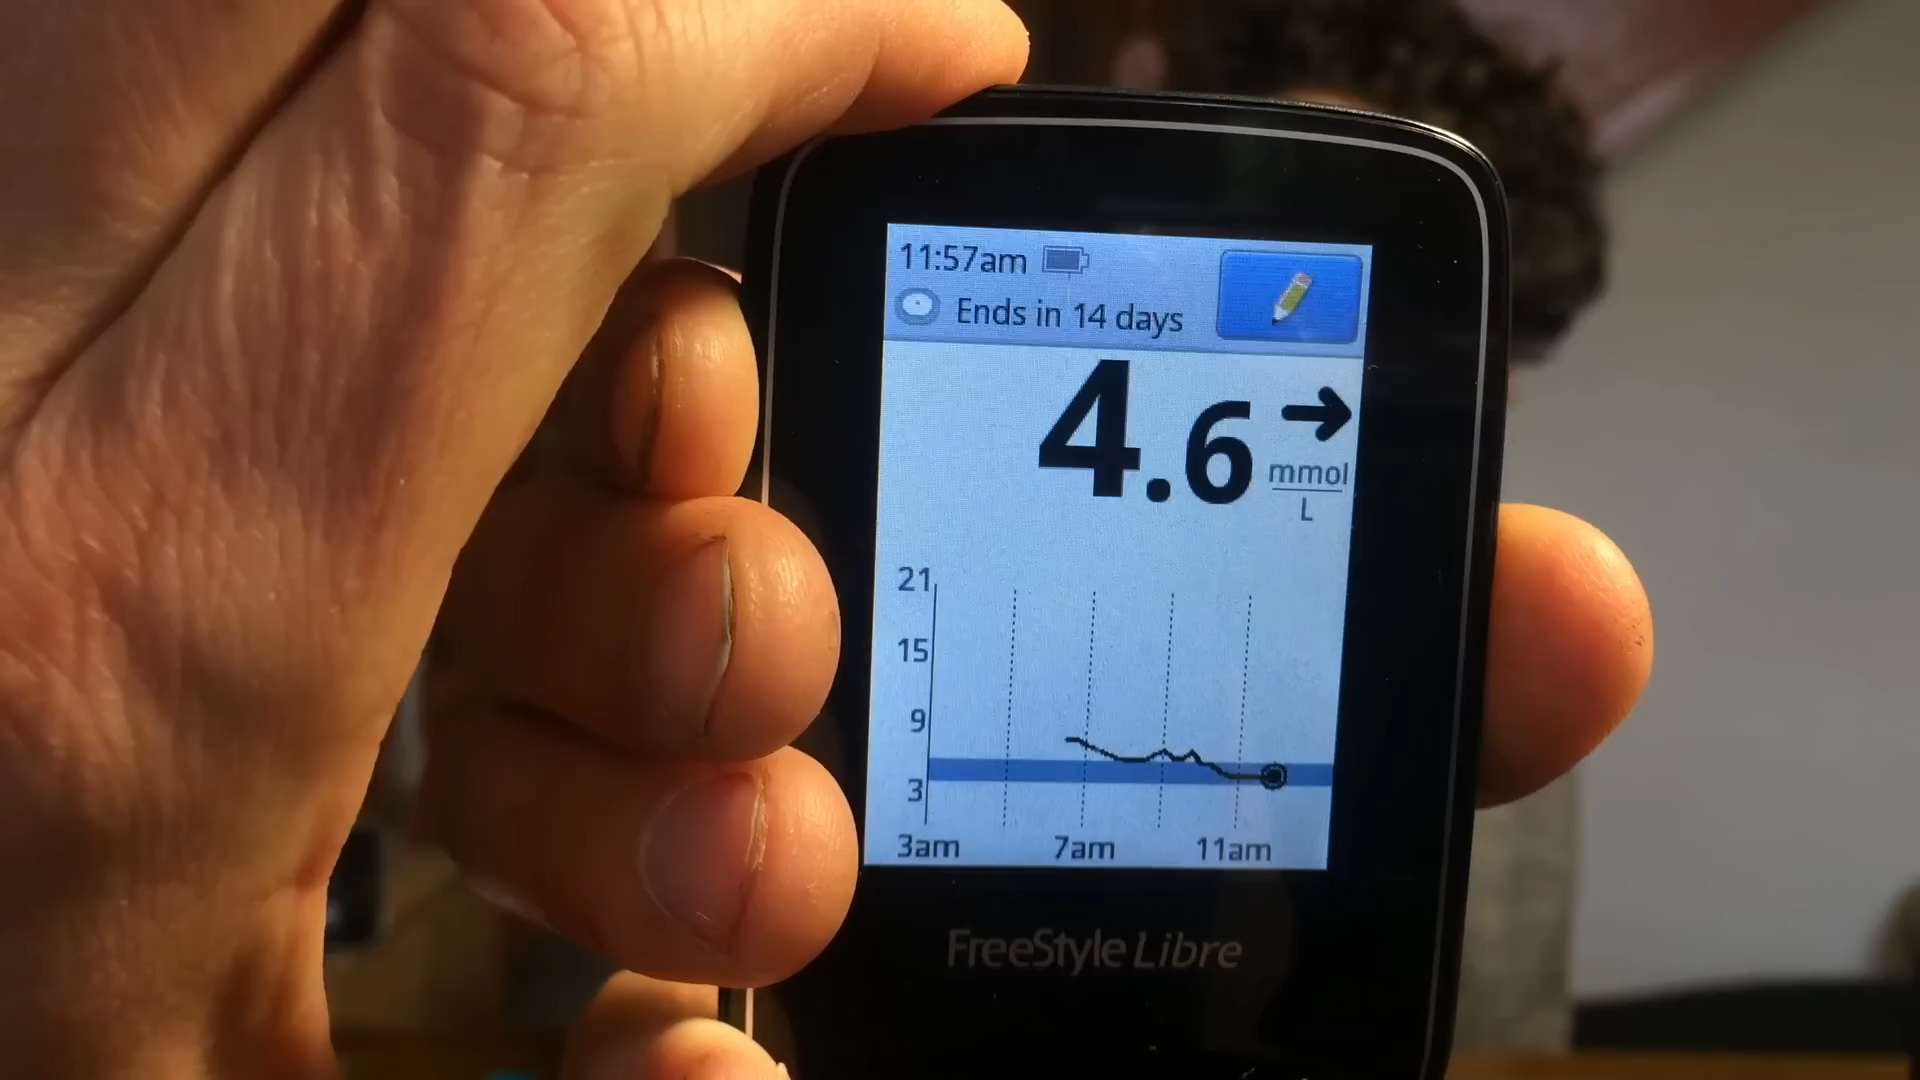 11:57am
Ends in 14 days
4.6
mmol
L
21
15
9
3
3am 7am 11am
FreeStyle Libre